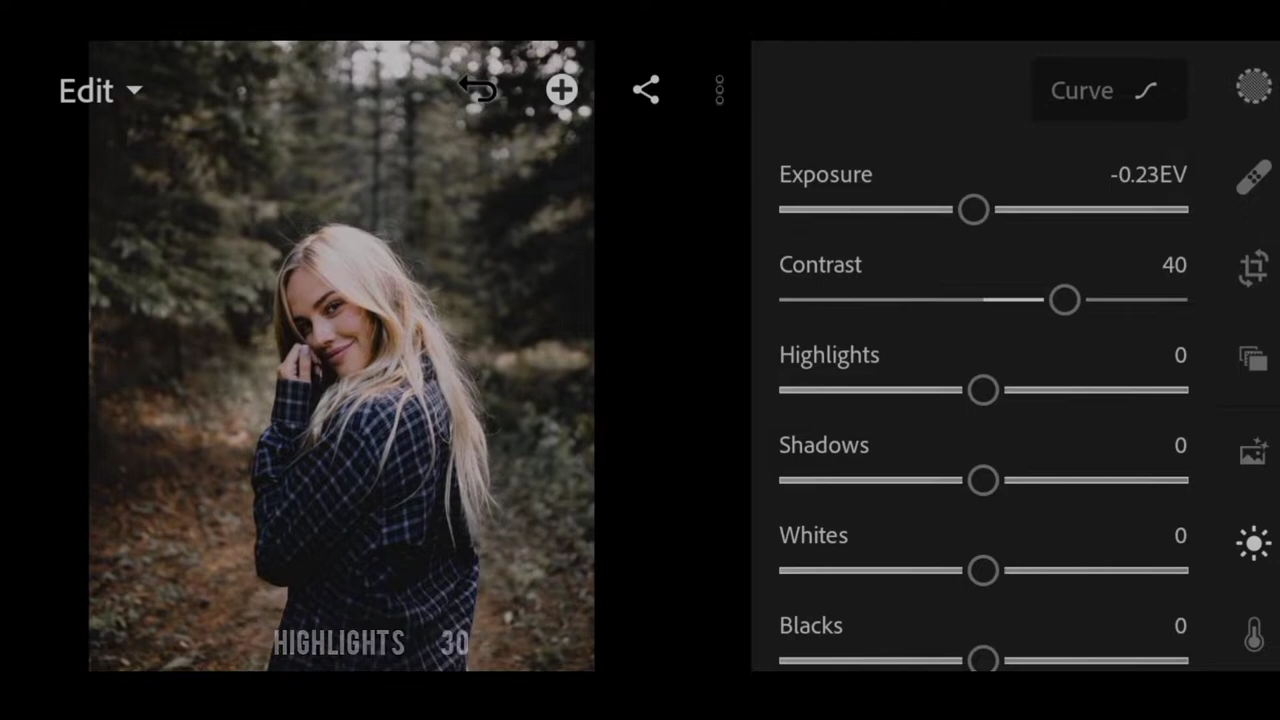 Edit
Curve
Exposure -0.23EV
Contrast 40
Highlights 0
Shadows 0
Whites 0
Blacks 0
HIGHLIGHTS 30